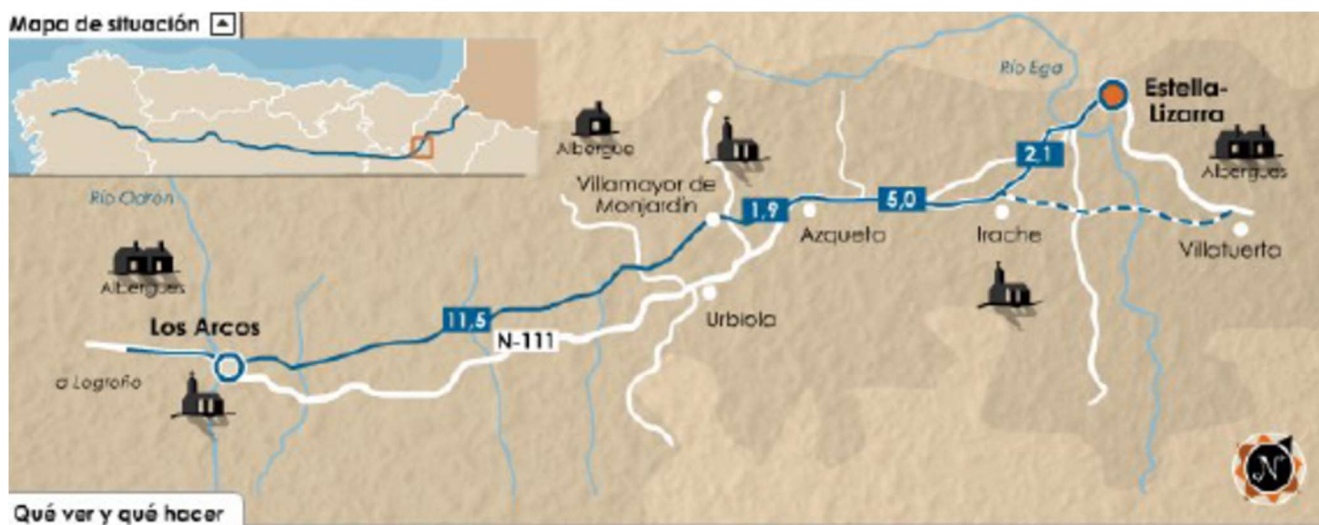 Mapa de situación
Río Ega
Estella-
Lizarra
Albergue
2,1
Albergues
Río Odrón
Villamayor de
Monjardín
1,9
5,0
Azqueta
Irache
Villatuerta
Albergues
Los Arcos
11,5
Urbiola
N-111
a Logroño
N
Qué ver y qué hacer